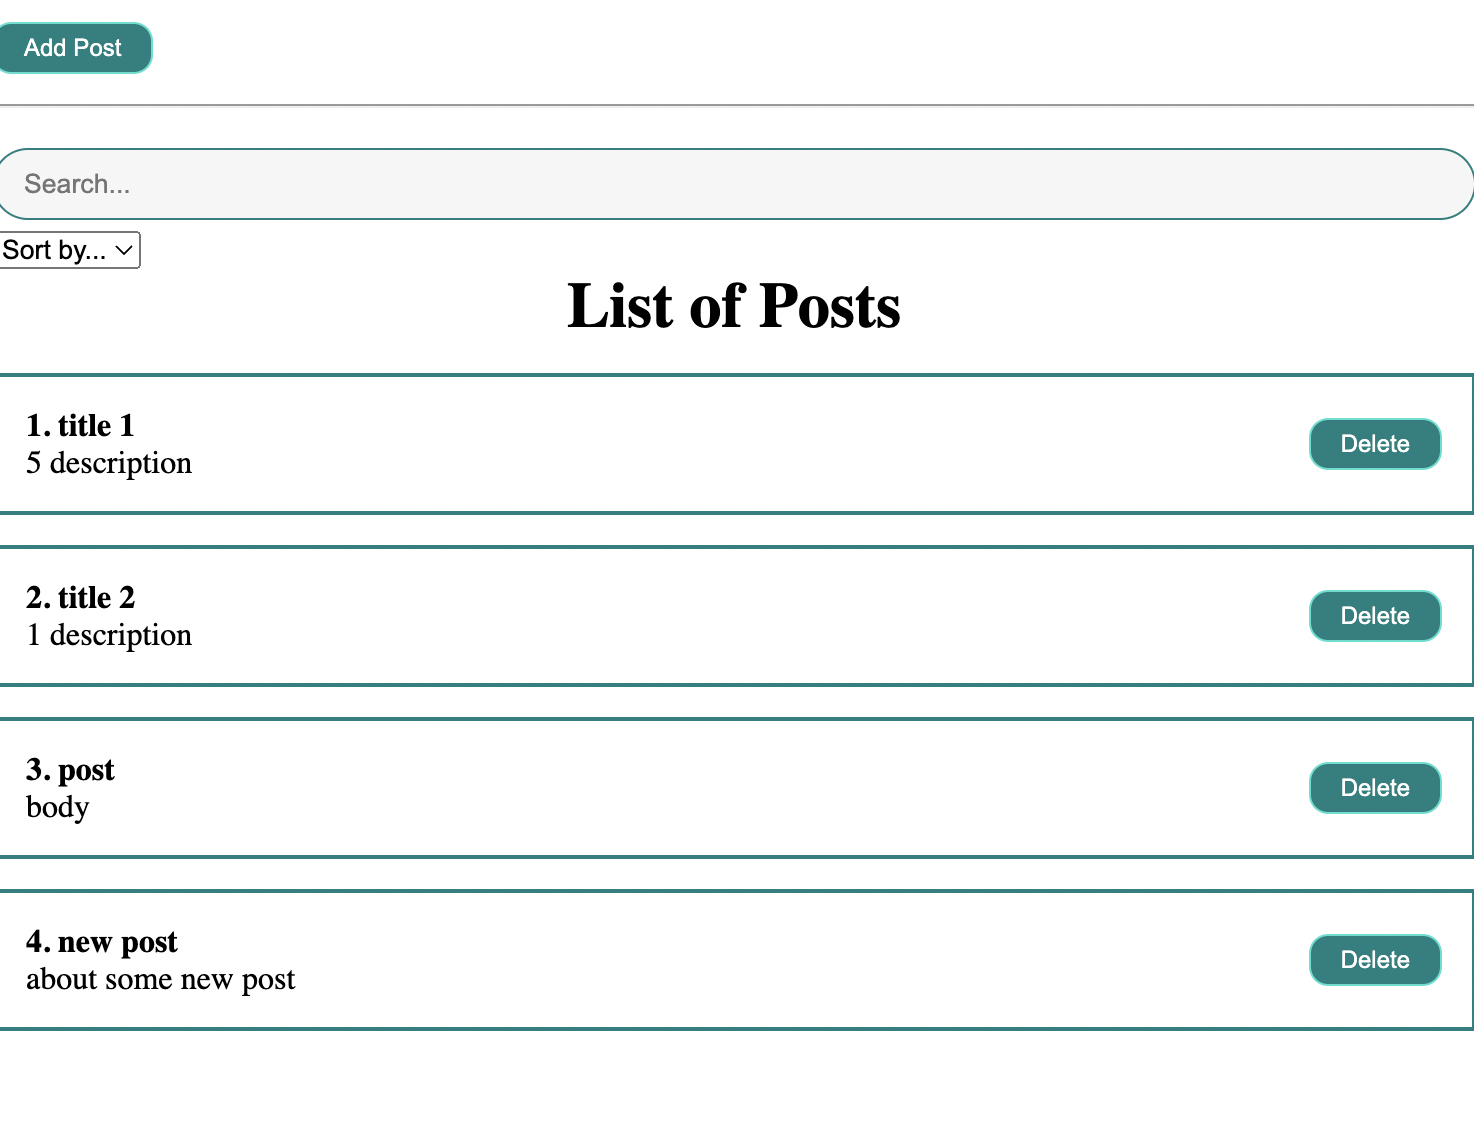 Add Post
Search...
Sort by...
List of Posts
1. title 1
5 description
Delete
2. title 2
1 description
Delete
3. post
body
Delete
4. new post
about some new post
Delete